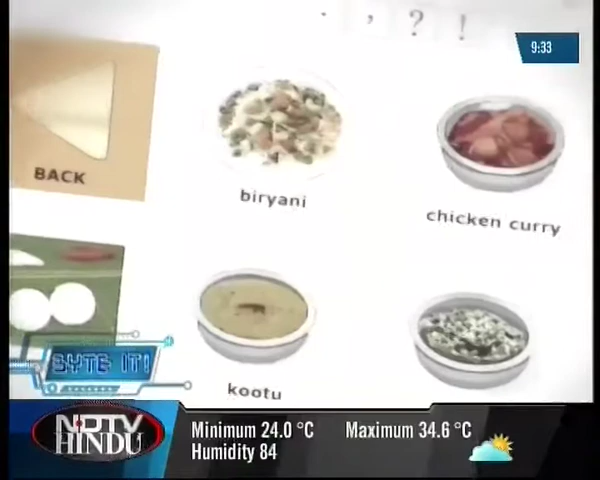 . , ? !
9:33
BACK
biryani
chicken curry
kootu
BYTE IT!
NDTV
HINDU
Minimum 24.0 °C Maximum 34.6 °C
Humidity 84